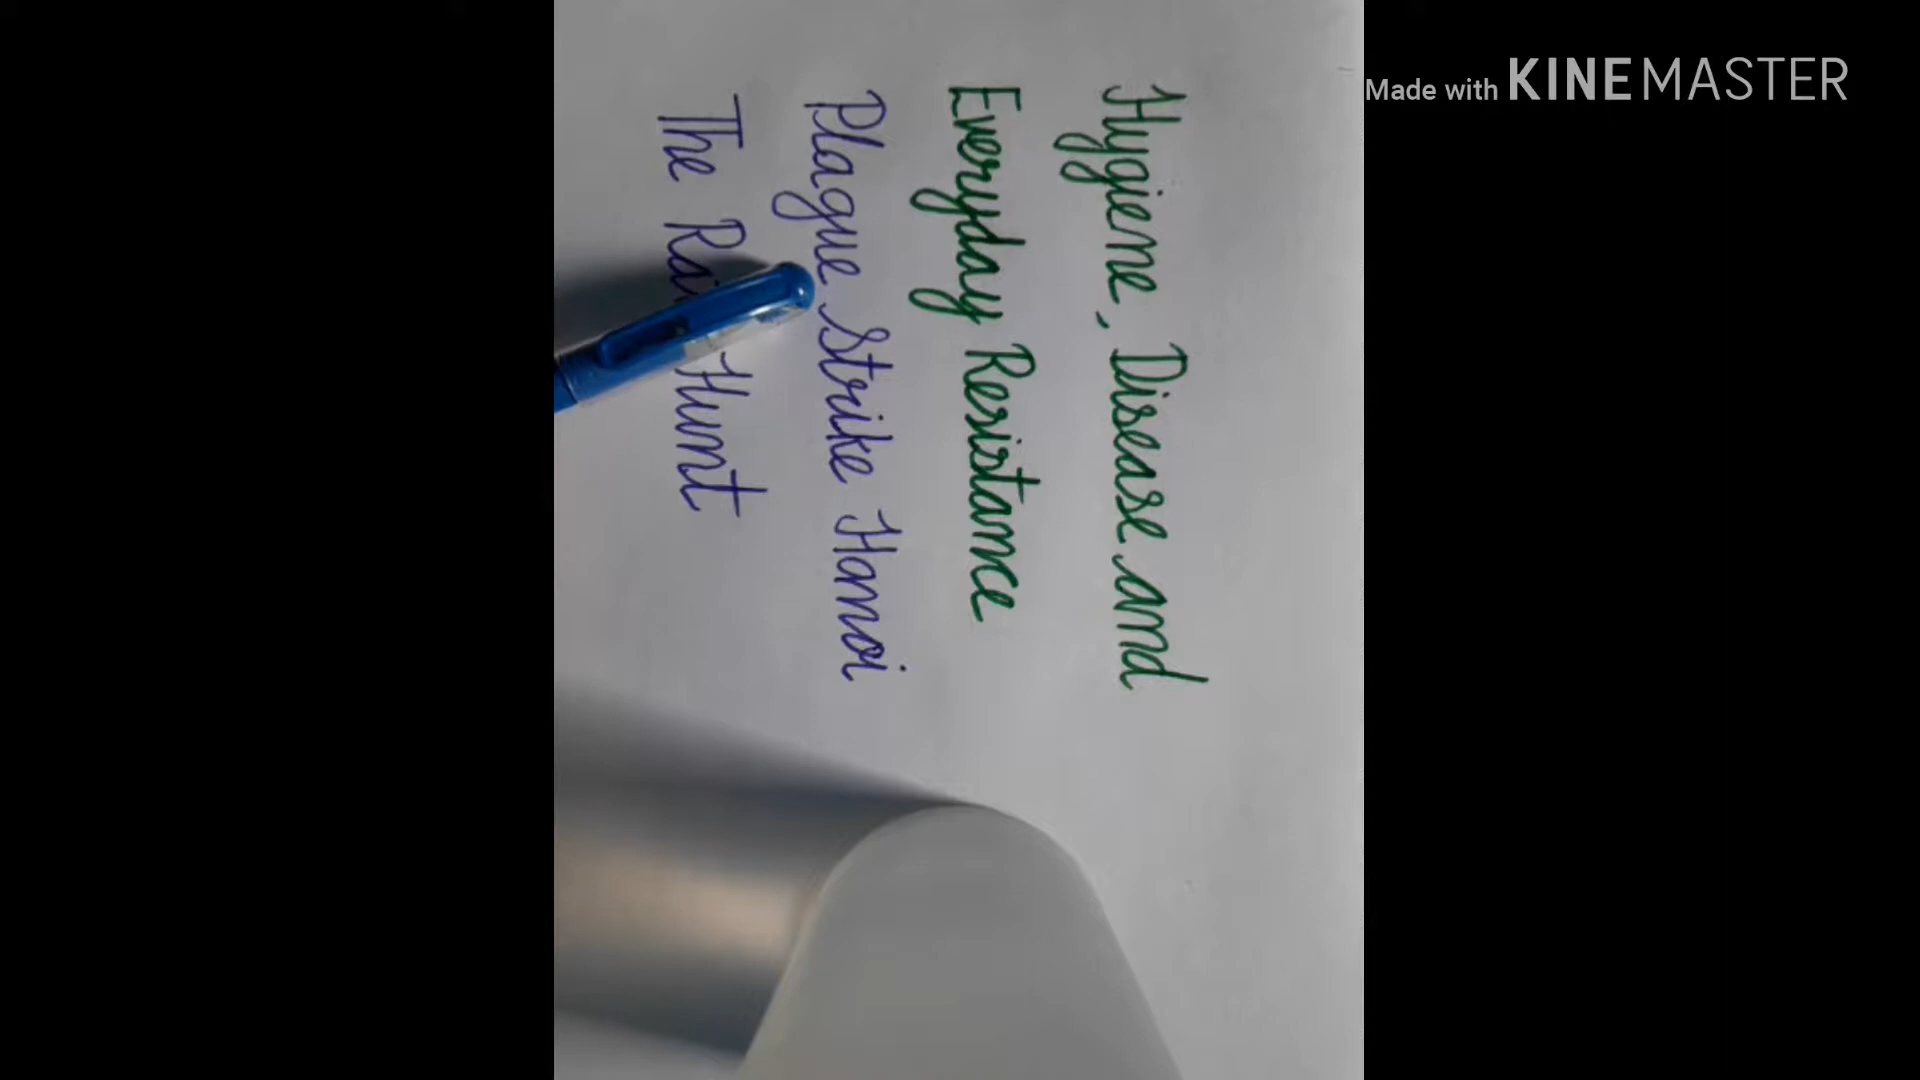 Hygiene, Disease and
Everyday Resistance
Plague Strike Hanoi
The Hunt
Made with KINEMASTER